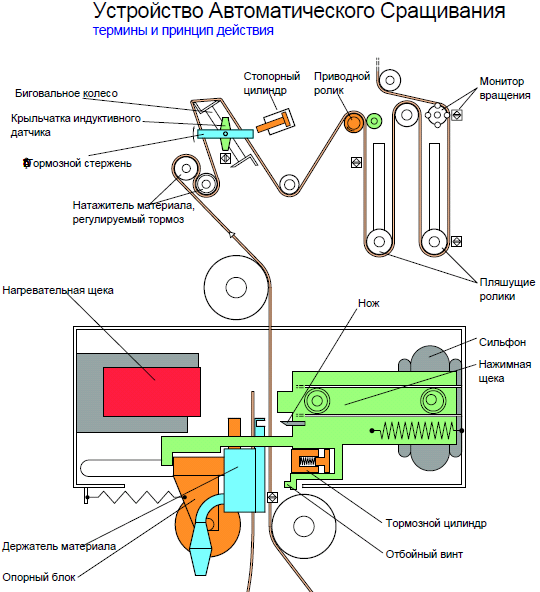 Устройство Автоматического Сращивания
термины и принцип действия
Стопорный
цилиндр
Приводной
ролик
Монитор
вращения
Биговальное колесо
Крыльчатка индуктивного
датчика
Тормозной стержень
Натажитель материала,
регулируемый тормоз
Пляшущие
ролики
Нагревательная щека
Нож
Сильфон
Нажимная
щека
Тормозной цилиндр
Держатель материала
Отбойный винт
Опорный блок